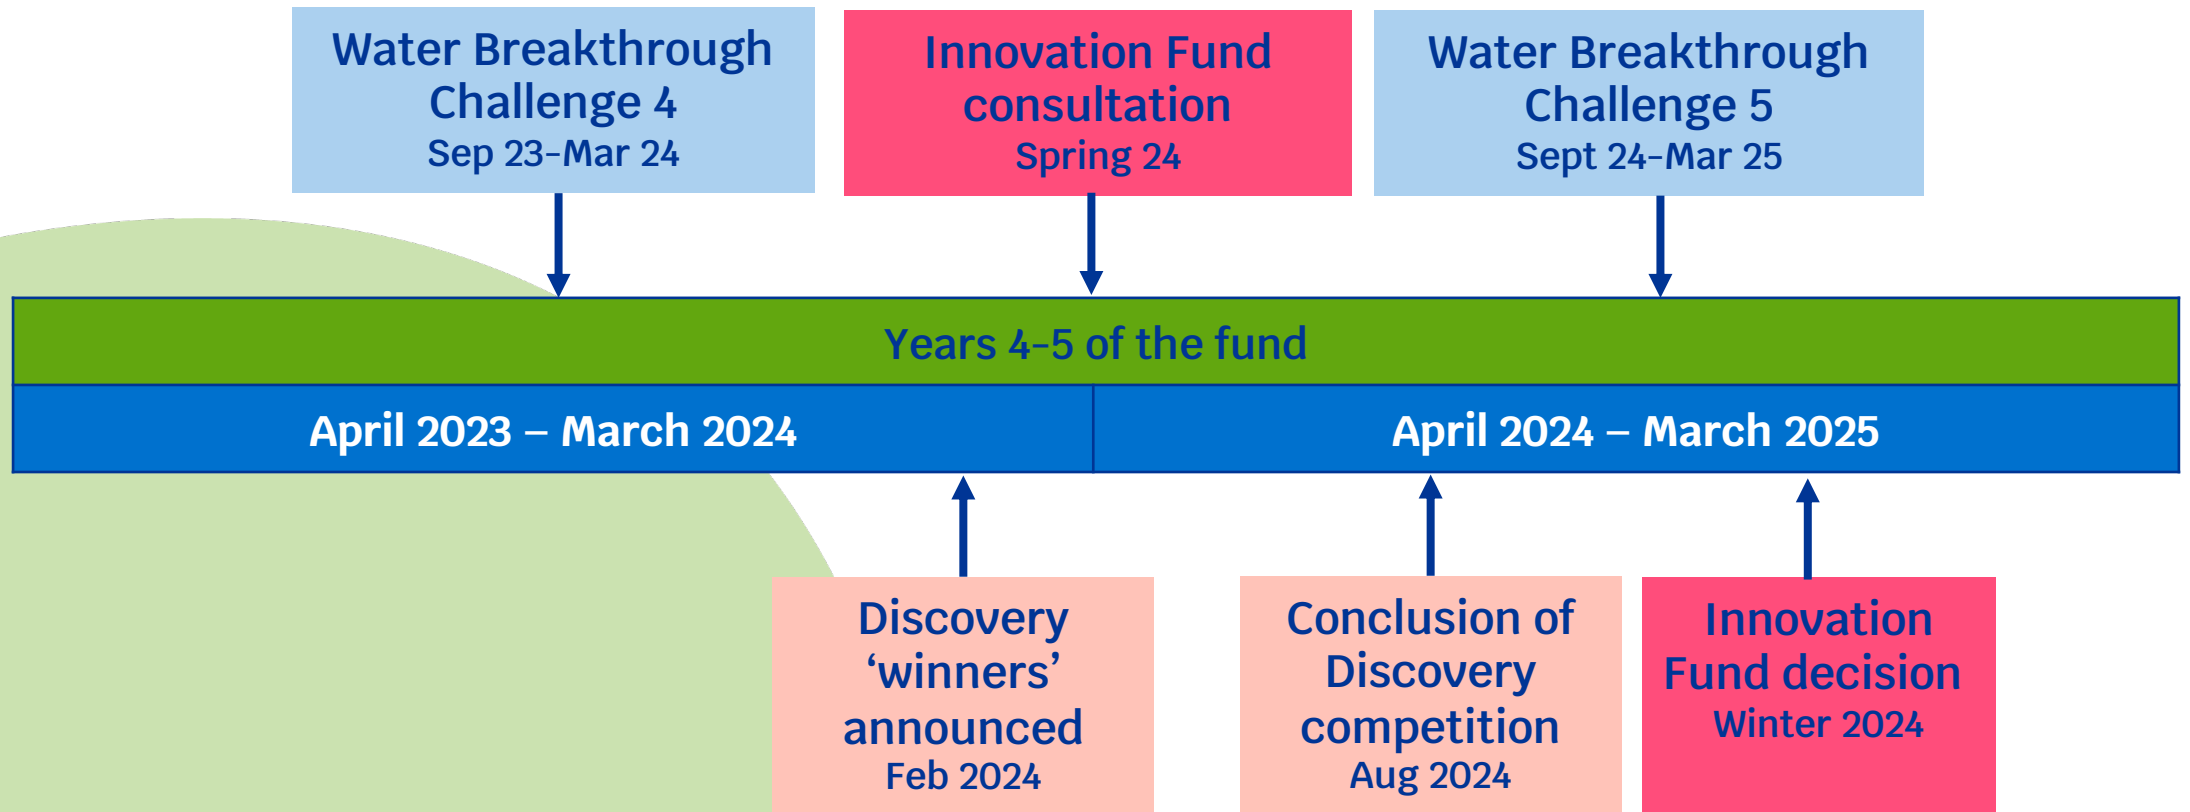 Water Breakthrough
Challenge 4
Sep 23-Mar 24
Innovation Fund
consultation
Spring 24
Water Breakthrough
Challenge 5
Sept 24-Mar 25
Years 4-5 of the fund
April 2023 – March 2024
April 2024 – March 2025
Discovery
‘winners’
announced
Feb 2024
Conclusion of
Discovery
competition
Aug 2024
Innovation
Fund decision
Winter 2024